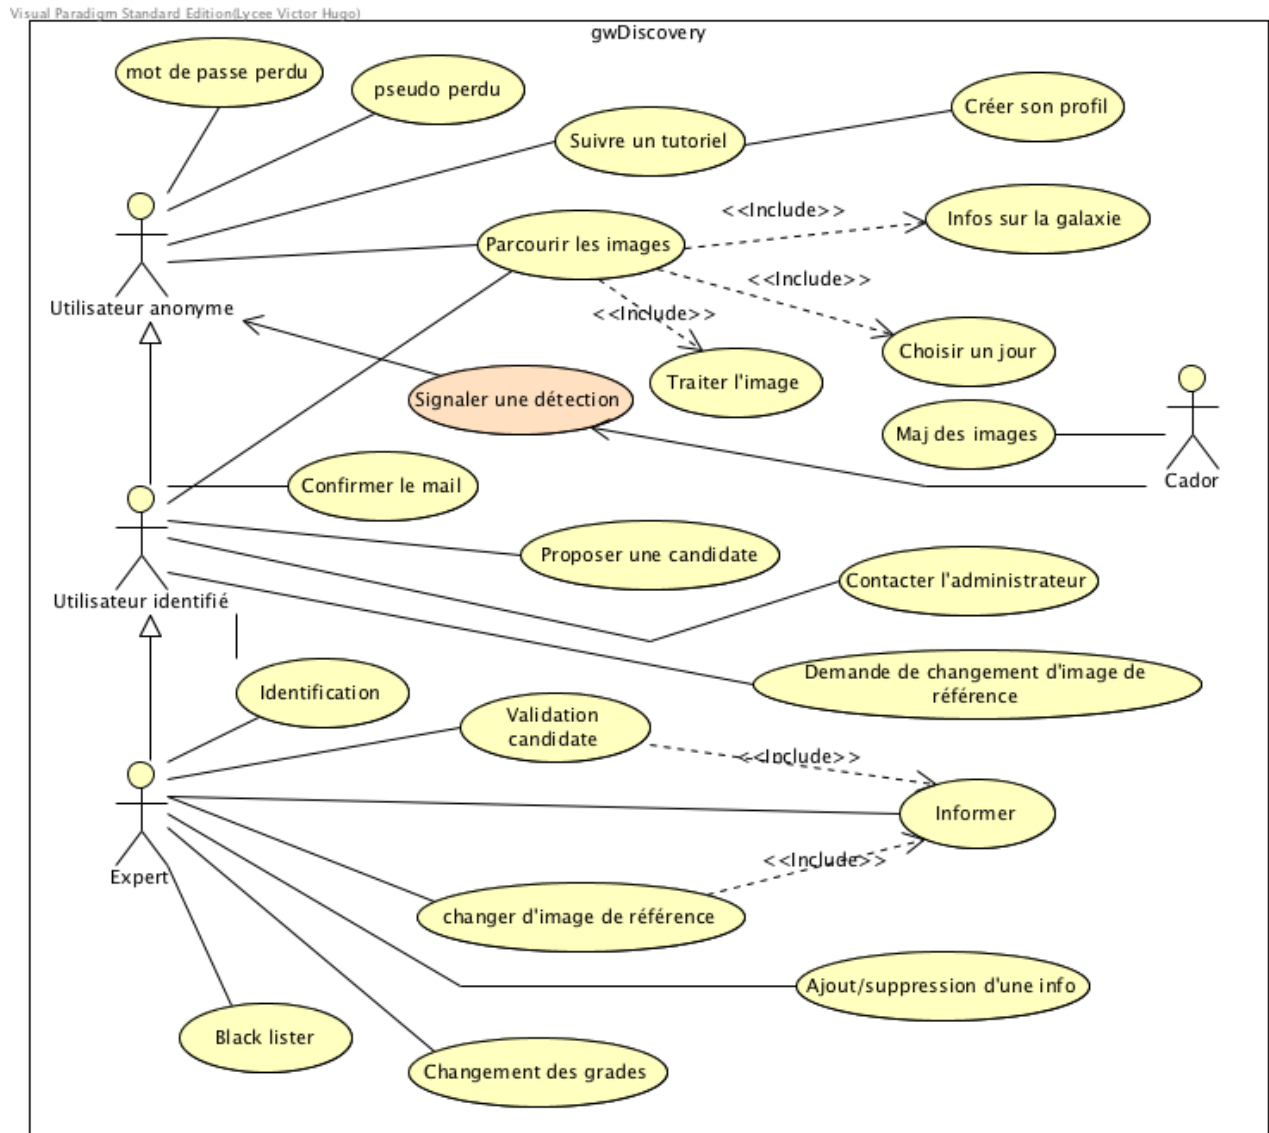 Visual Paradigm Standard Edition(Lycee Victor Hugo)
gwDiscovery
mot de passe perdu
pseudo perdu
Créer son profil
Suivre un tutoriel
<<Include>>
Infos sur la galaxie
Parcourir les images
<<Include>>
Utilisateur anonyme
<<Include>>
Choisir un jour
Traiter l'image
Signaler une détection
Maj des images
Cador
Confirmer le mail
Proposer une candidate
Contacter l'administrateur
Utilisateur identifié
Demande de changement d'image de
référence
Identification
Validation
candidate
<<Include>>
Informer
<<Include>>
Expert
changer d'image de référence
Ajout/suppression d'une info
Black lister
Changement des grades